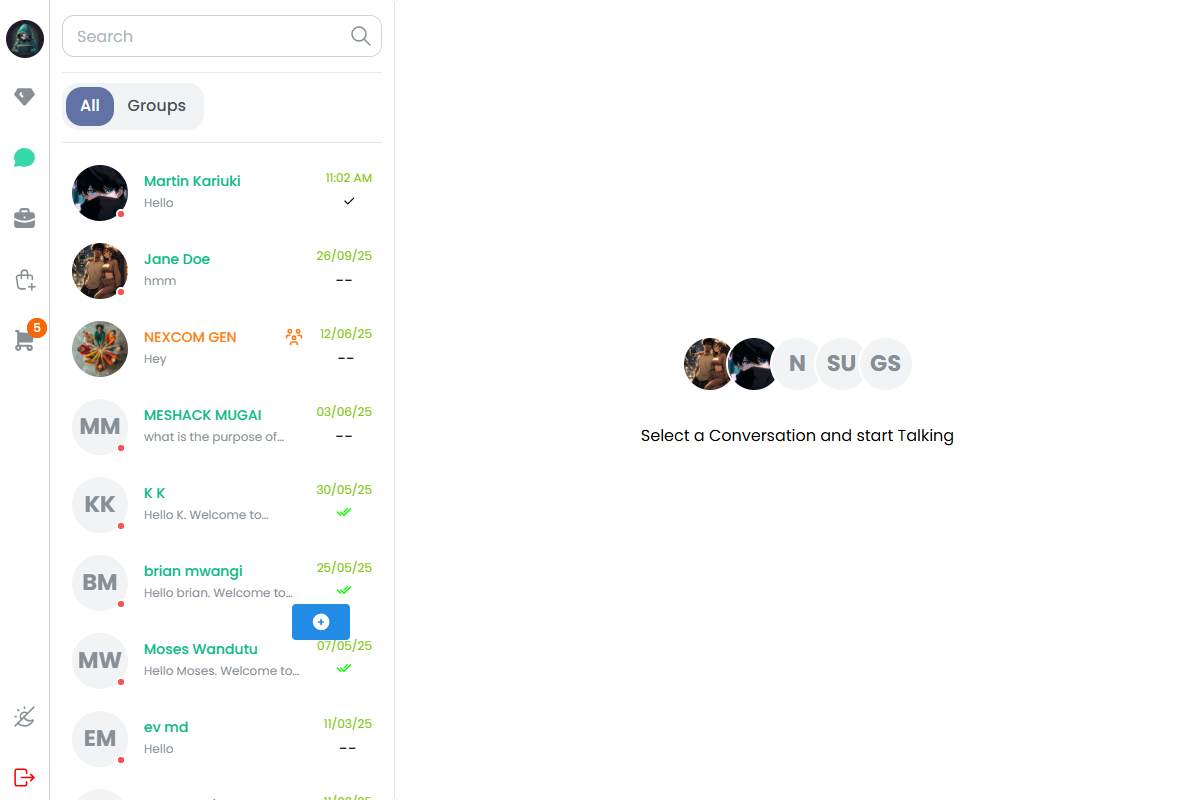 Search
All
Groups
Martin Kariuki
11:02 AM
Hello
Jane Doe
26/09/25
hmm
--
NEXCOM GEN
12/06/25
Hey
--
MM
MESHACK MUGAI
03/06/25
what is the purpose of...
--
KK
K K
30/05/25
Hello K. Welcome to...
BM
brian mwangi
25/05/25
Hello brian. Welcome to...
MW
Moses Wandutu
07/05/25
Hello Moses. Welcome to...
EM
ev md
11/03/25
Hello
--
5
N
SU
GS
Select a Conversation and start Talking